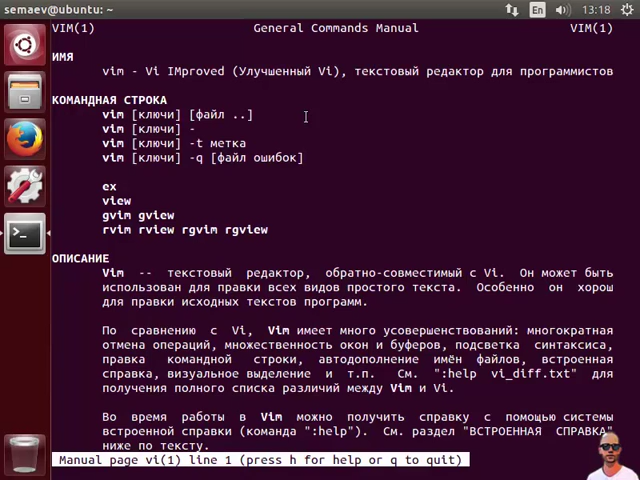 semaev@ubuntu: ~ En 13:18
VIM(1) General Commands Manual VIM(1)
ИМЯ
vim - Vi IMproved (Улучшенный Vi), текстовый редактор для программистов
КОМАНДНАЯ СТРОКА
vim [ключи] [файл ..]
vim [ключи] -
vim [ключи] -t метка
vim [ключи] -q [файл ошибок]
ex
view
gvim gview
rvim rview rgvim rgview
ОПИСАНИЕ
Vim -- текстовый редактор, обратно-совместимый с Vi. Он может быть
использован для правки всех видов простого текста. Особенно он хорош
для правки исходных текстов программ.
По сравнению с Vi, Vim имеет много усовершенствований: многократная
отмена операций, множественность окон и буферов, подсветка синтаксиса,
правка командной строки, автодополнение имён файлов, встроенная
справка, визуальное выделение и т.п. См. ":help vi_diff.txt" для
получения полного списка различий между Vim и Vi.
Во время работы в Vim можно получить справку с помощью системы
встроенной справки (команда ":help"). См. раздел "ВСТРОЕННАЯ СПРАВКА"
ниже по тексту.
Manual page vi(1) line 1 (press h for help or q to quit)